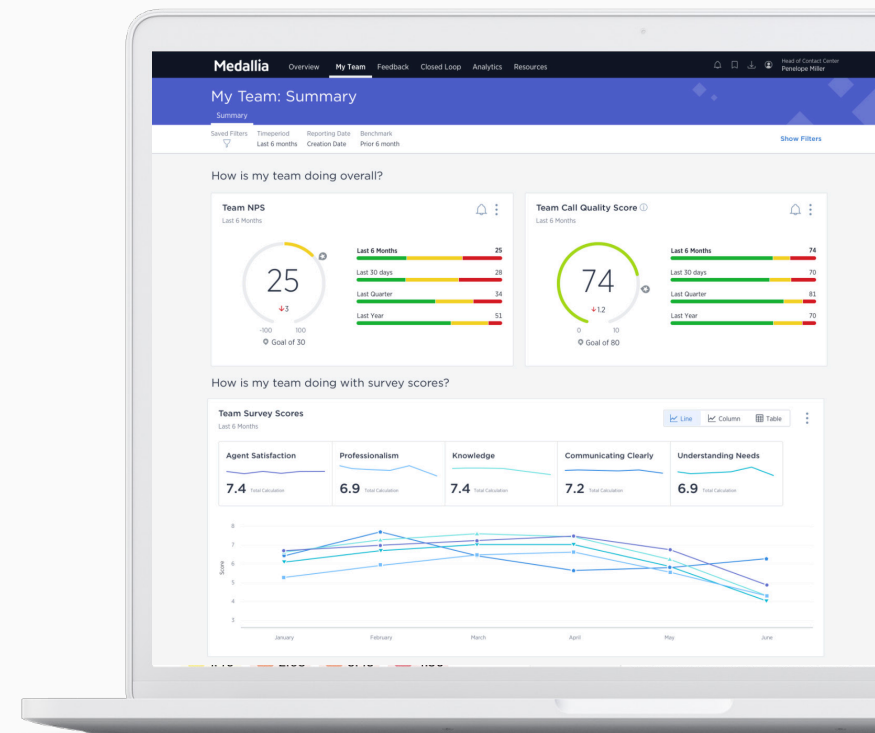 Medallia Overview My Team Feedback Closed Loop Analytics Resources
Head of Contact Center
Penelope Miller
My Team: Summary
Summary
Saved Filters Timeperiod Reporting Date Benchmark
Last 6 months Creation Date Prior 6 month
Show Filters
How is my team doing overall?
Team NPS
Last 6 Months
25
3
-100 100
Goal of 30
Last 6 Months 25
Last 30 days 28
Last Quarter 34
Last Year 51
Team Call Quality Score
Last 6 Months
74
1.2
0 10
Goal of 80
Last 6 Months 74
Last 30 days 70
Last Quarter 81
Last Year 70
How is my team doing with survey scores?
Team Survey Scores
Last 6 Months
Line Column Table
Agent Satisfaction Professionalism Knowledge Communicating Clearly Understanding Needs
7.4 Total Calculation 6.9 Total Calculation 7.4 Total Calculation 7.2 Total Calculation 6.9 Total Calculation
Score
8
7
6
5
4
3
January February March April May June